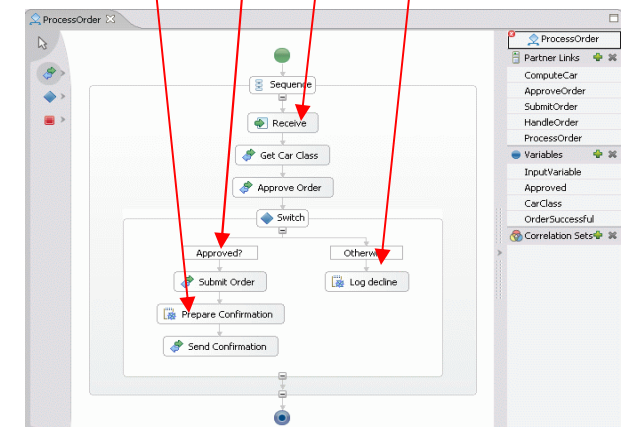 ProcessOrder
Sequence
Receive
Get Car Class
Approve Order
Switch
Approved?
Submit Order
Log decline
Prepare Confirmation
Send Confirmation
ProcessOrder
Partner Links
ComputeCar
ApproveOrder
SubmitOrder
HandleOrder
ProcessOrder
Variables
InputVariable
Approved
CarClass
OrderSuccessful
Correlation Sets